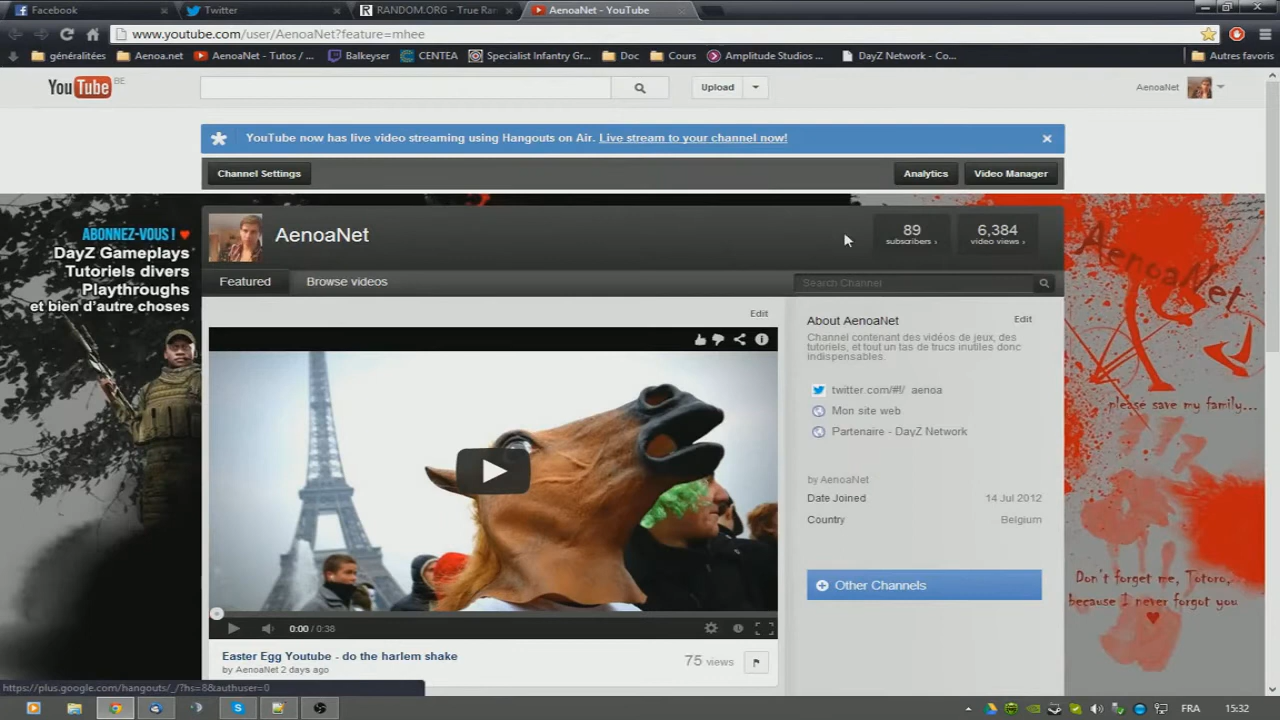 Facebook
Twitter
RANDOM.ORG - True Ran
AenoaNet - YouTube
www.youtube.com/user/AenoaNet?feature=mhee
généralités
Aenoa.net
AenoaNet - Tutos / ...
Balkeyser
CENTEA
Specialist Infantry Gr...
Doc
Cours
Amplitude Studios ...
DayZ Network - Co...
Autres favoris
YouTube BE
Upload
AenoaNet
YouTube now has live video streaming using Hangouts on Air. Live stream to your channel now!
Channel Settings
Analytics
Video Manager
ABONNEZ-VOUS ! ♥
DayZ Gameplays
Tutoriels divers
Playthroughs
et bien d'autre choses
AenoaNet
89
subscribers ›
6,384
video views ›
Featured
Browse videos
Search Channel
Edit
About AenoaNet
Edit
Channel contenant des vidéos de jeux, des
tutoriels, et tout un tas de trucs inutiles donc
indispensables.
twitter.com/#!/_aenoa
Mon site web
Partenaire - DayZ Network
by AenoaNet
Date Joined
14 Jul 2012
Country
Belgium
Other Channels
AenoaNet
please save my family...
Don't forget me, Totoro,
because I never forgot you
♥
0:00 / 0:38
Easter Egg Youtube - do the harlem shake
by AenoaNet 2 days ago
75 views
https://plus.google.com/hangouts/_/?hs=8&authuser=0
FRA
15:32